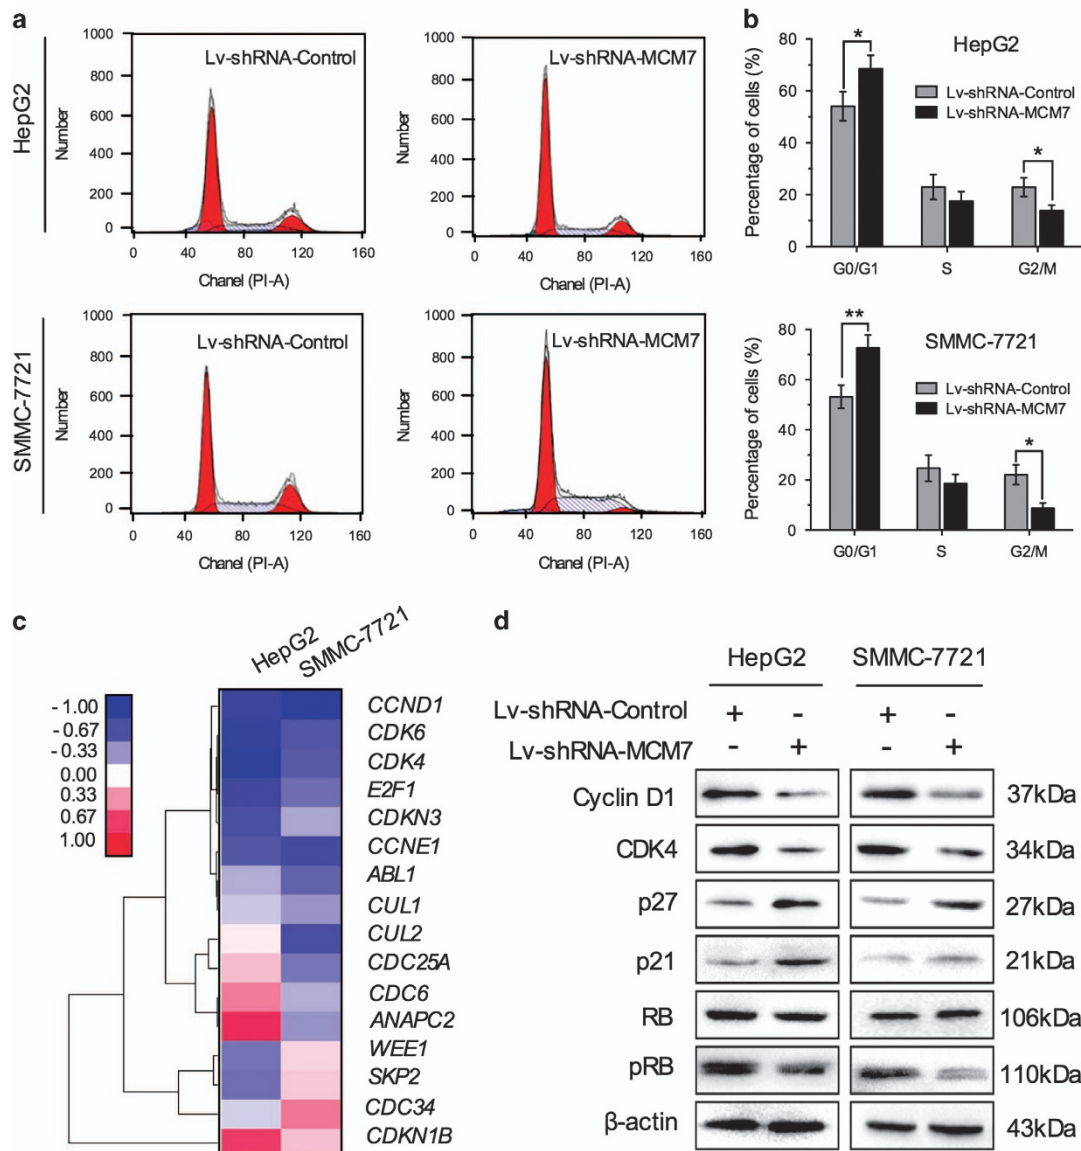 a
HepG2
1000
800
600
400
200
0
Number
Lv-shRNA-Control
0 40 80 120 160
Chanel (PI-A)
1000
800
600
400
200
0
Number
Lv-shRNA-MCM7
0 40 80 120 160
Chanel (PI-A)
SMMC-7721
1000
800
600
400
200
0
Number
Lv-shRNA-Control
0 40 80 120 160
Chanel (PI-A)
1000
800
600
400
200
0
Number
Lv-shRNA-MCM7
0 40 80 120 160
Chanel (PI-A)
b
HepG2
Percentage of cells (%)
80
60
40
20
0
Lv-shRNA-Control
Lv-shRNA-MCM7
*
*
G0/G1 S G2/M
SMMC-7721
Percentage of cells (%)
80
60
40
20
0
Lv-shRNA-Control
Lv-shRNA-MCM7
**
*
G0/G1 S G2/M
c
HepG2
SMMC-7721
- 1.00
- 0.67
- 0.33
0.00
0.33
0.67
1.00
CCND1
CDK6
CDK4
E2F1
CDKN3
CCNE1
ABL1
CUL1
CUL2
CDC25A
CDC6
ANAPC2
WEE1
SKP2
CDC34
CDKN1B
d
HepG2 SMMC-7721
Lv-shRNA-Control + - + -
Lv-shRNA-MCM7 - + - +
Cyclin D1 37kDa
CDK4 34kDa
p27 27kDa
p21 21kDa
RB 106kDa
pRB 110kDa
β-actin 43kDa